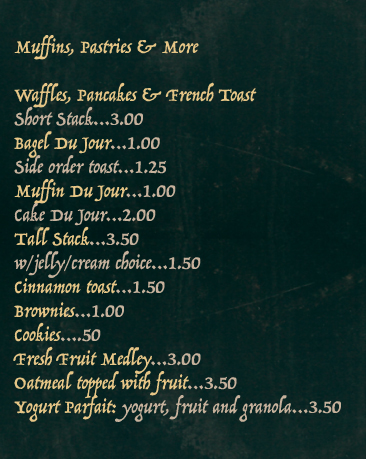 Muffins, Pastries & More
Waffles, Pancakes & French Toast
Short Stack...3.00
Bagel Du Jour...1.00
Side order toast...1.25
Muffin Du Jour...1.00
Cake Du Jour...2.00
Tall Stack...3.50
w/jelly/cream choice...1.50
Cinnamon toast...1.50
Brownies...1.00
Cookies....50
Fresh Fruit Medley...3.00
Oatmeal topped with fruit...3.50
Yogurt Parfait: yogurt, fruit and granola...3.50